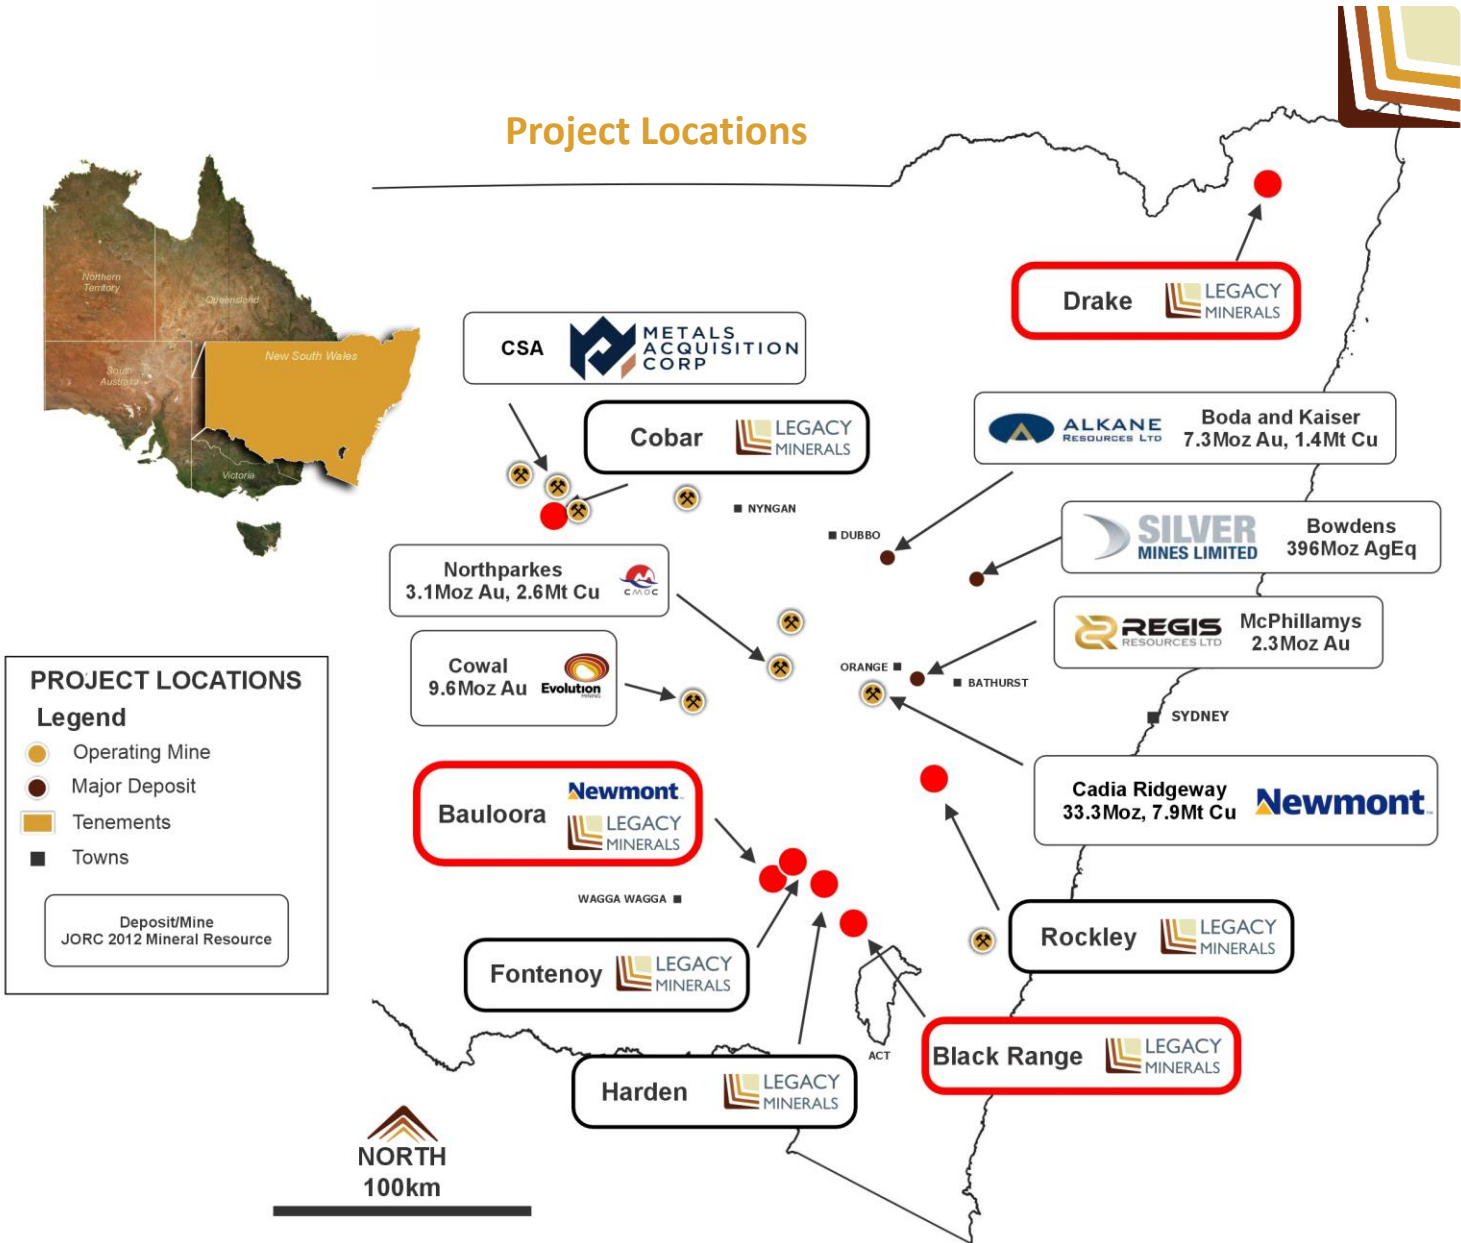 Project Locations
Northern
Territory
Queensland
South
Australia
New South Wales
Victoria
Drake
LEGACY
MINERALS
CSA
METALS
ACQUISITION
CORP
Cobar
LEGACY
MINERALS
ALKANE
RESOURCES LTD
Boda and Kaiser
7.3Moz Au, 1.4Mt Cu
NYNGAN
DUBBO
SILVER
MINES LIMITED
Bowdens
396Moz AgEq
Northparkes
3.1Moz Au, 2.6Mt Cu
CMOC
REGIS
RESOURCES LTD
McPhillamys
2.3Moz Au
Cowal
9.6Moz Au
Evolution
MINING
ORANGE
BATHURST
SYDNEY
PROJECT LOCATIONS
Legend
Operating Mine
Major Deposit
Tenements
Towns
Deposit/Mine
JORC 2012 Mineral Resource
Bauloora
Newmont
LEGACY
MINERALS
Cadia Ridgeway
33.3Moz, 7.9Mt Cu
Newmont™
WAGGA WAGGA
Fontenoy
LEGACY
MINERALS
Rockley
LEGACY
MINERALS
ACT
Black Range
LEGACY
MINERALS
Harden
LEGACY
MINERALS
NORTH
100km